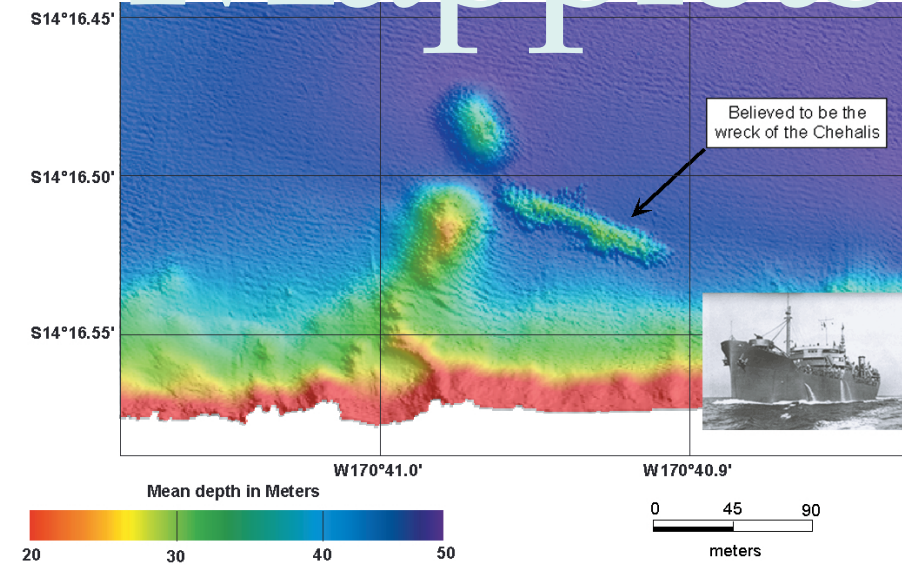 S14°16.45'
Believed to be the
wreck of the Chehalis
S14°16.50'
S14°16.55'
W170°41.0' W170°40.9'
Mean depth in Meters
20 30 40 50
0 45 90
meters